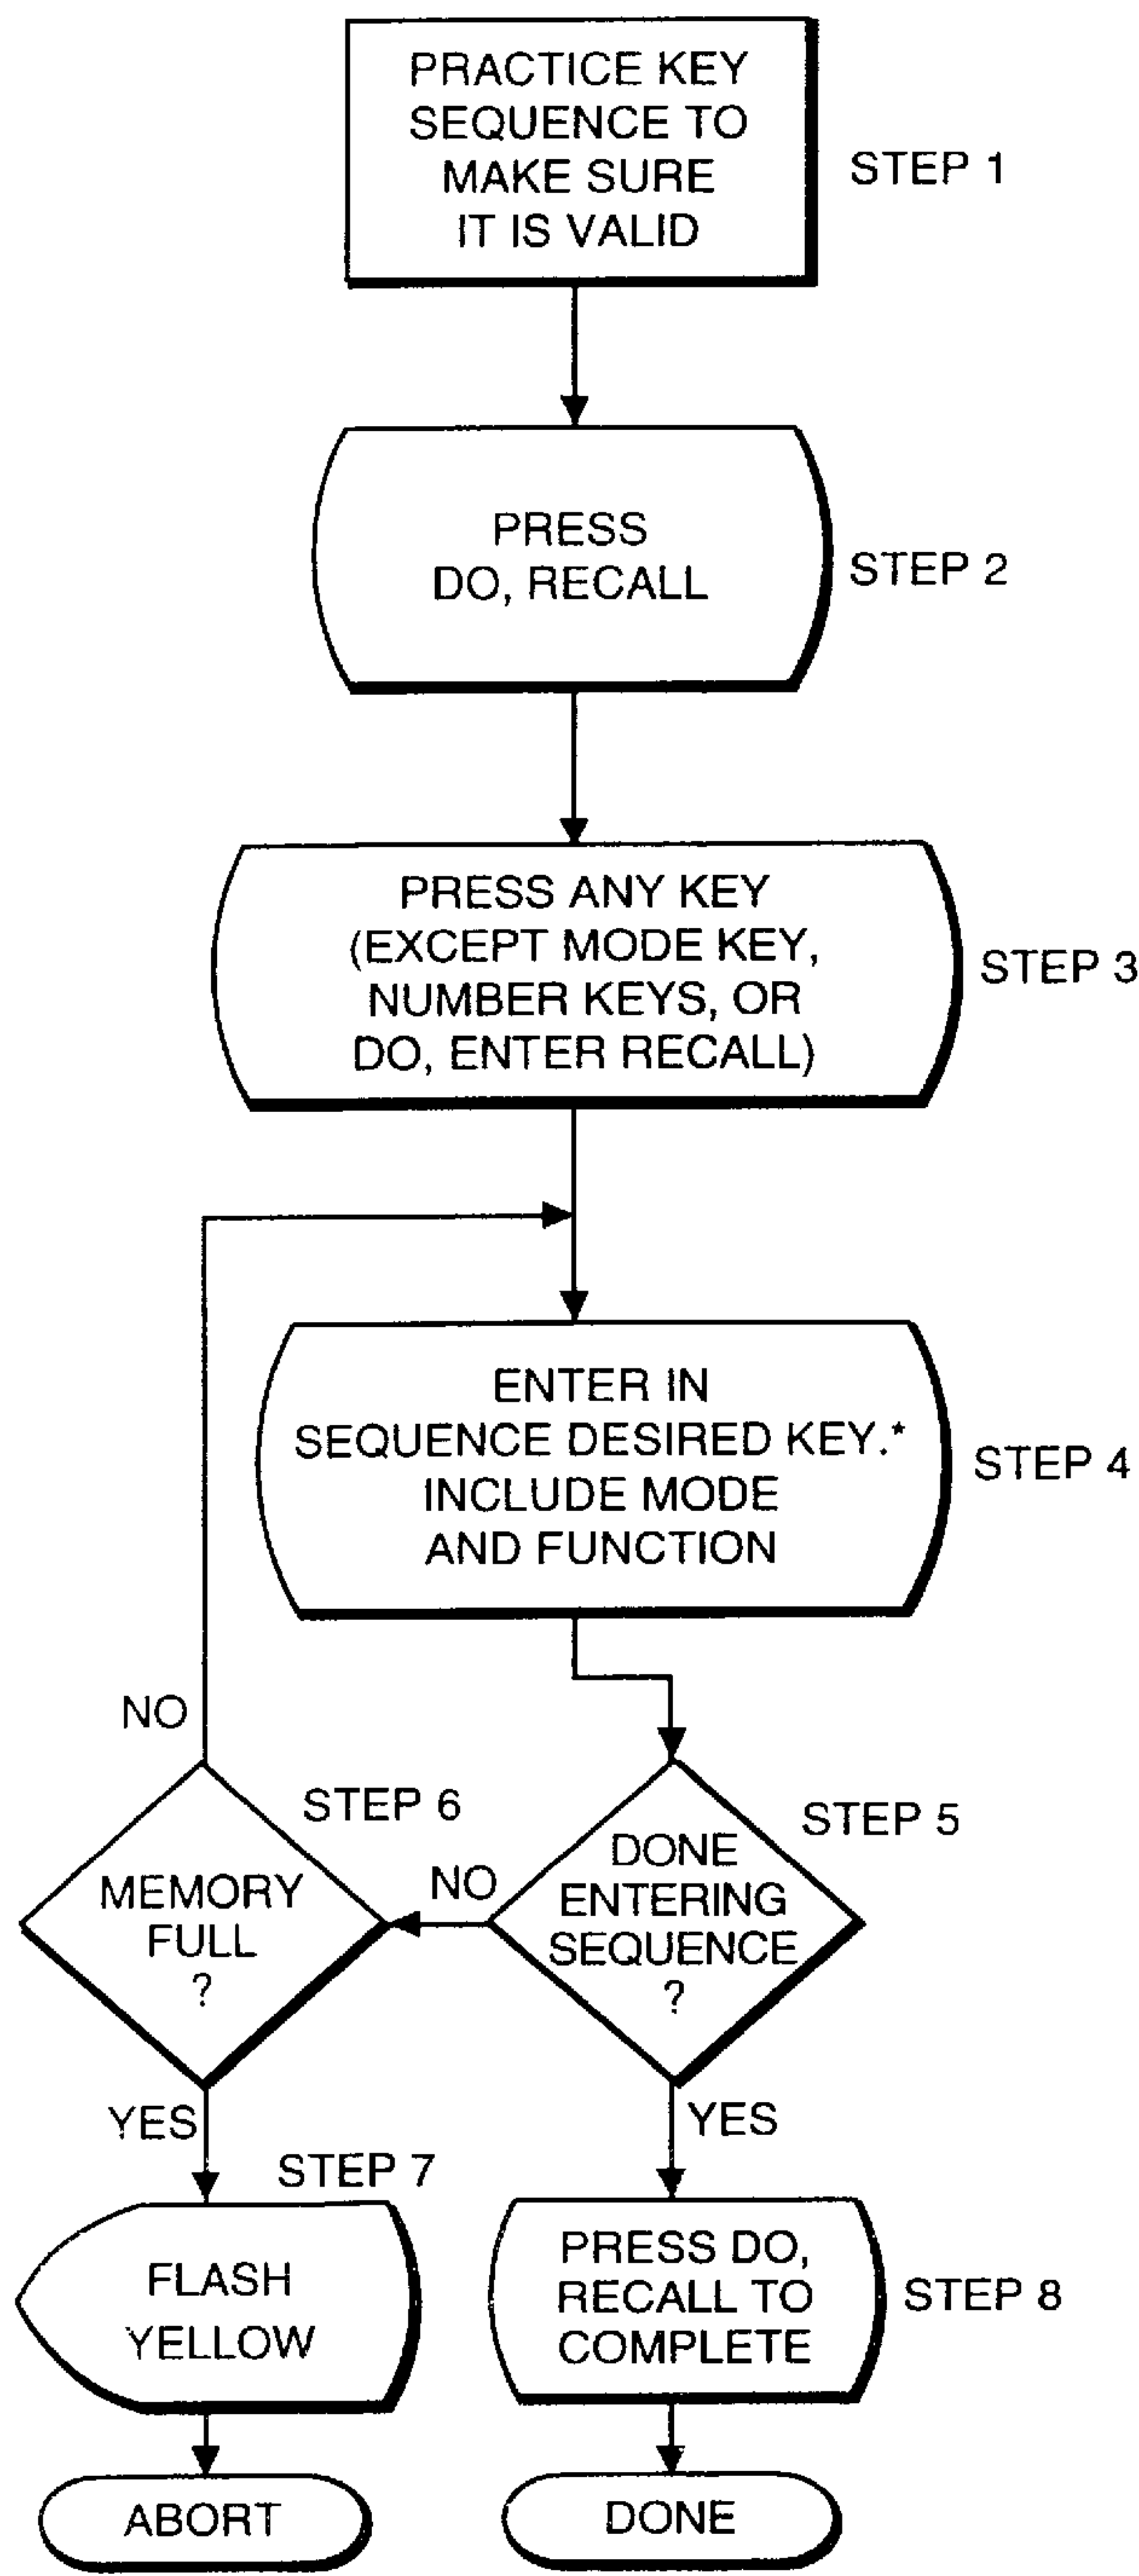 PRACTICE KEY
SEQUENCE TO
MAKE SURE
IT IS VALID
STEP 1
PRESS
DO, RECALL
STEP 2
PRESS ANY KEY
(EXCEPT MODE KEY,
NUMBER KEYS, OR
DO, ENTER RECALL)
STEP 3
ENTER IN
SEQUENCE DESIRED KEY.*
INCLUDE MODE
AND FUNCTION
STEP 4
NO
STEP 6
MEMORY
FULL
?
NO
STEP 5
DONE
ENTERING
SEQUENCE
?
YES
YES
STEP 7
FLASH
YELLOW
PRESS DO,
RECALL TO
COMPLETE
STEP 8
ABORT
DONE